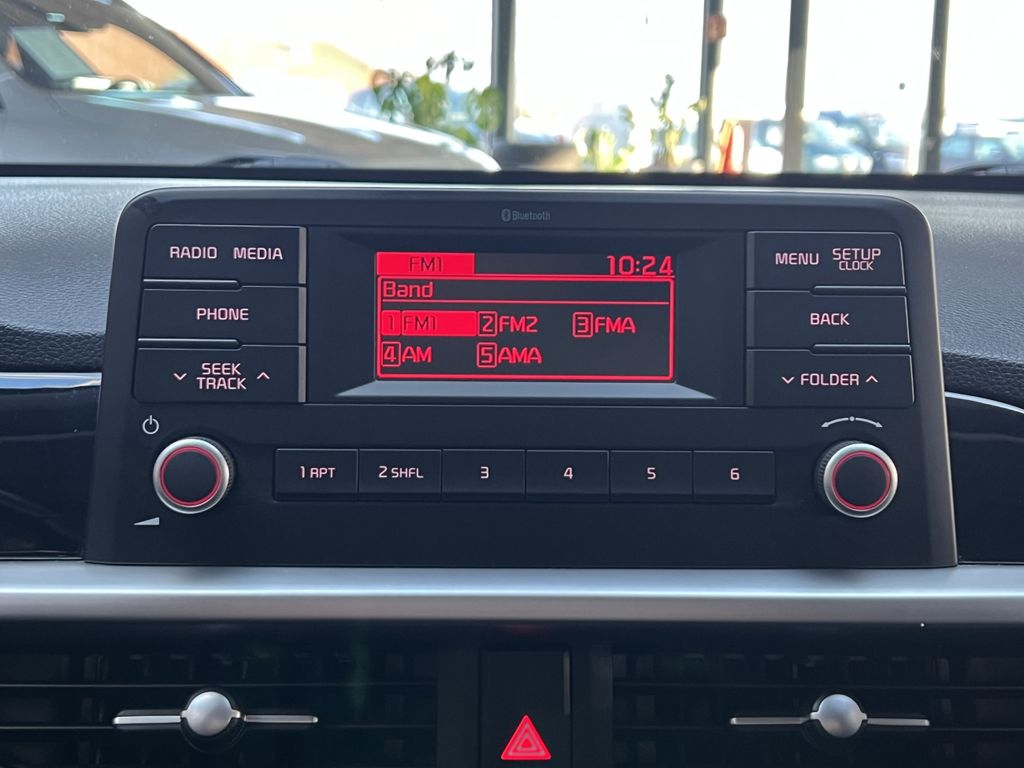 Bluetooth
RADIO MEDIA
PHONE
SEEK
TRACK
FM1 10:24
Band
1 FM1 2 FM2 3 FMA
4 AM 5 AMA
MENU SETUP
CLOCK
BACK
FOLDER
1 RPT 2 SHFL 3 4 5 6